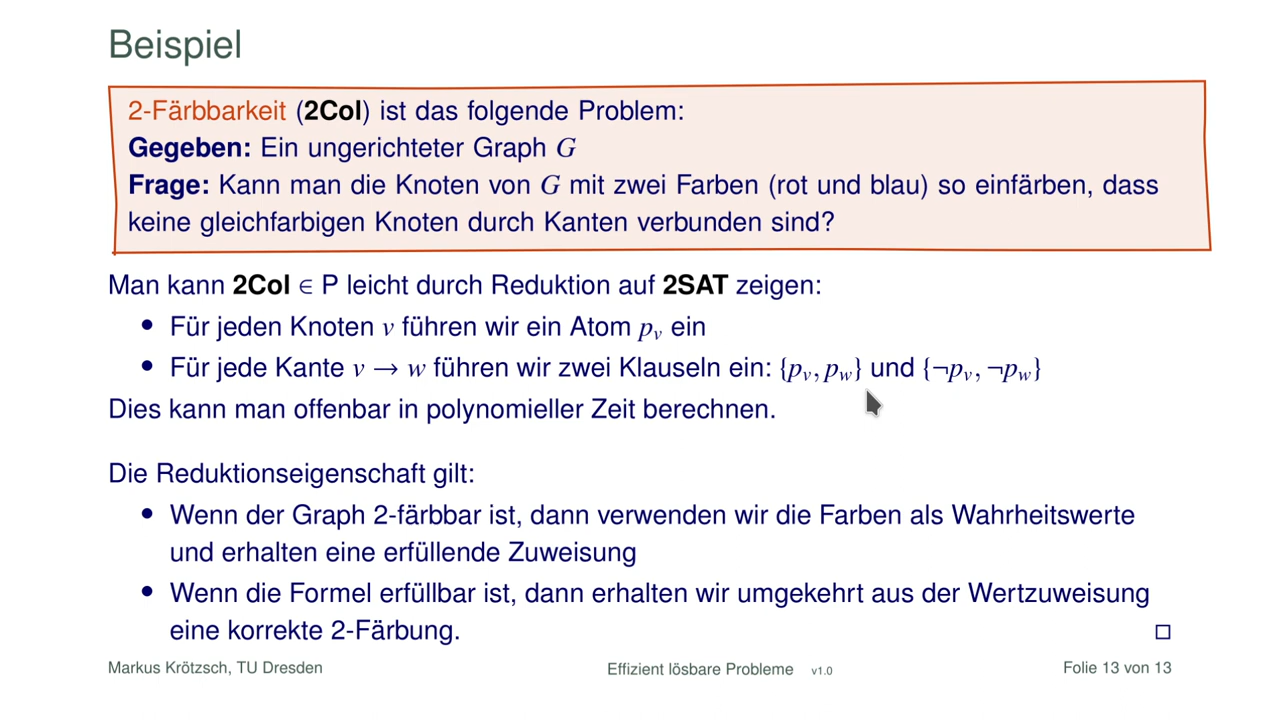 Beispiel
2-Färbbarkeit (2Col) ist das folgende Problem:
Gegeben: Ein ungerichteter Graph G
Frage: Kann man die Knoten von G mit zwei Farben (rot und blau) so einfärben, dass
keine gleichfarbigen Knoten durch Kanten verbunden sind?
Man kann 2Col ∈ P leicht durch Reduktion auf 2SAT zeigen:
• Für jeden Knoten v führen wir ein Atom pᵥ ein
• Für jede Kante v → w führen wir zwei Klauseln ein: {p_v, p_w} und {¬p_v, ¬p_w}
Dies kann man offenbar in polynomieller Zeit berechnen.
Die Reduktionseigenschaft gilt:
• Wenn der Graph 2-färbbar ist, dann verwenden wir die Farben als Wahrheitswerte
und erhalten eine erfüllende Zuweisung
• Wenn die Formel erfüllbar ist, dann erhalten wir umgekehrt aus der Wertzuweisung
eine korrekte 2-Färbung. □
Markus Krötzsch, TU Dresden Effizient lösbare Probleme v1.0 Folie 13 von 13